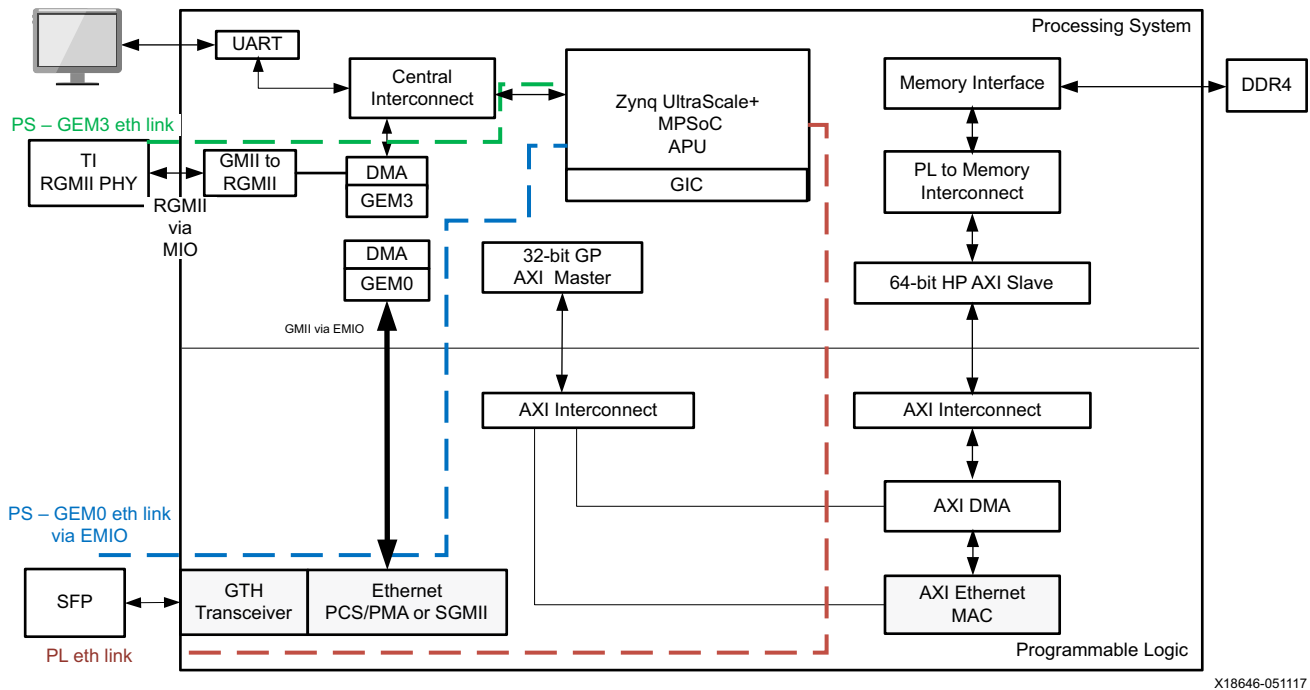 Processing System
UART
Central
Interconnect
Zynq UltraScale+
MPSoC
APU
GIC
Memory Interface
DDR4
PS – GEM3 eth link
TI
RGMII PHY
GMII to
RGMII
DMA
GEM3
PL to Memory
Interconnect
RGMII
via
MIO
DMA
GEM0
32-bit GP
AXI Master
64-bit HP AXI Slave
GMII via EMIO
AXI Interconnect
AXI Interconnect
AXI DMA
PS – GEM0 eth link
via EMIO
SFP
GTH
Transceiver
Ethernet
PCS/PMA or SGMII
AXI Ethernet
MAC
PL eth link
Programmable Logic
X18646-051117